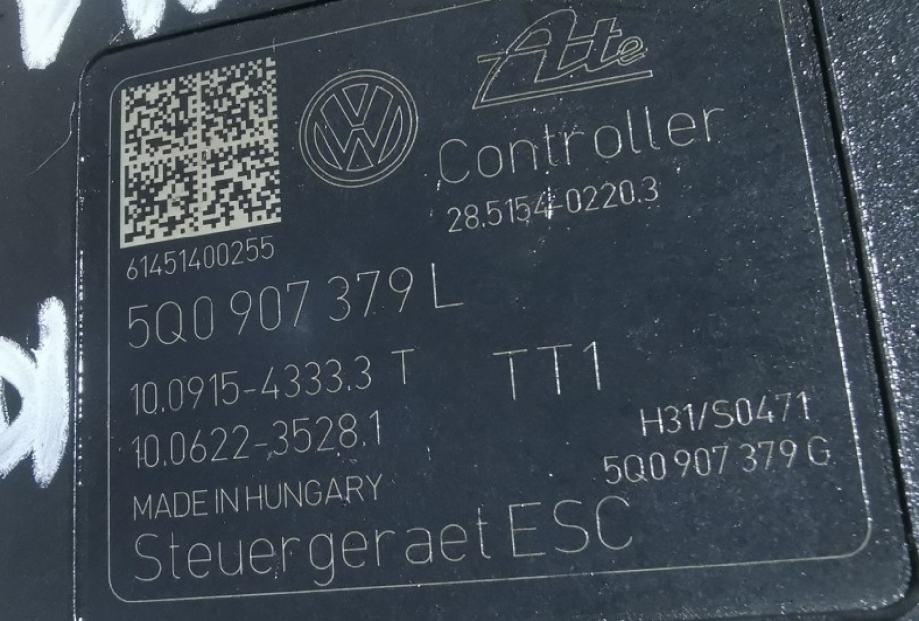 Ate
Controller
28.5154-0220.3
61451400255
5Q0 907 379 L
10.0915-4333.3 T TT1
10.0622-3528.1
H31/S0471
5Q0 907 379 G
MADE IN HUNGARY
Steuergeraet ESC